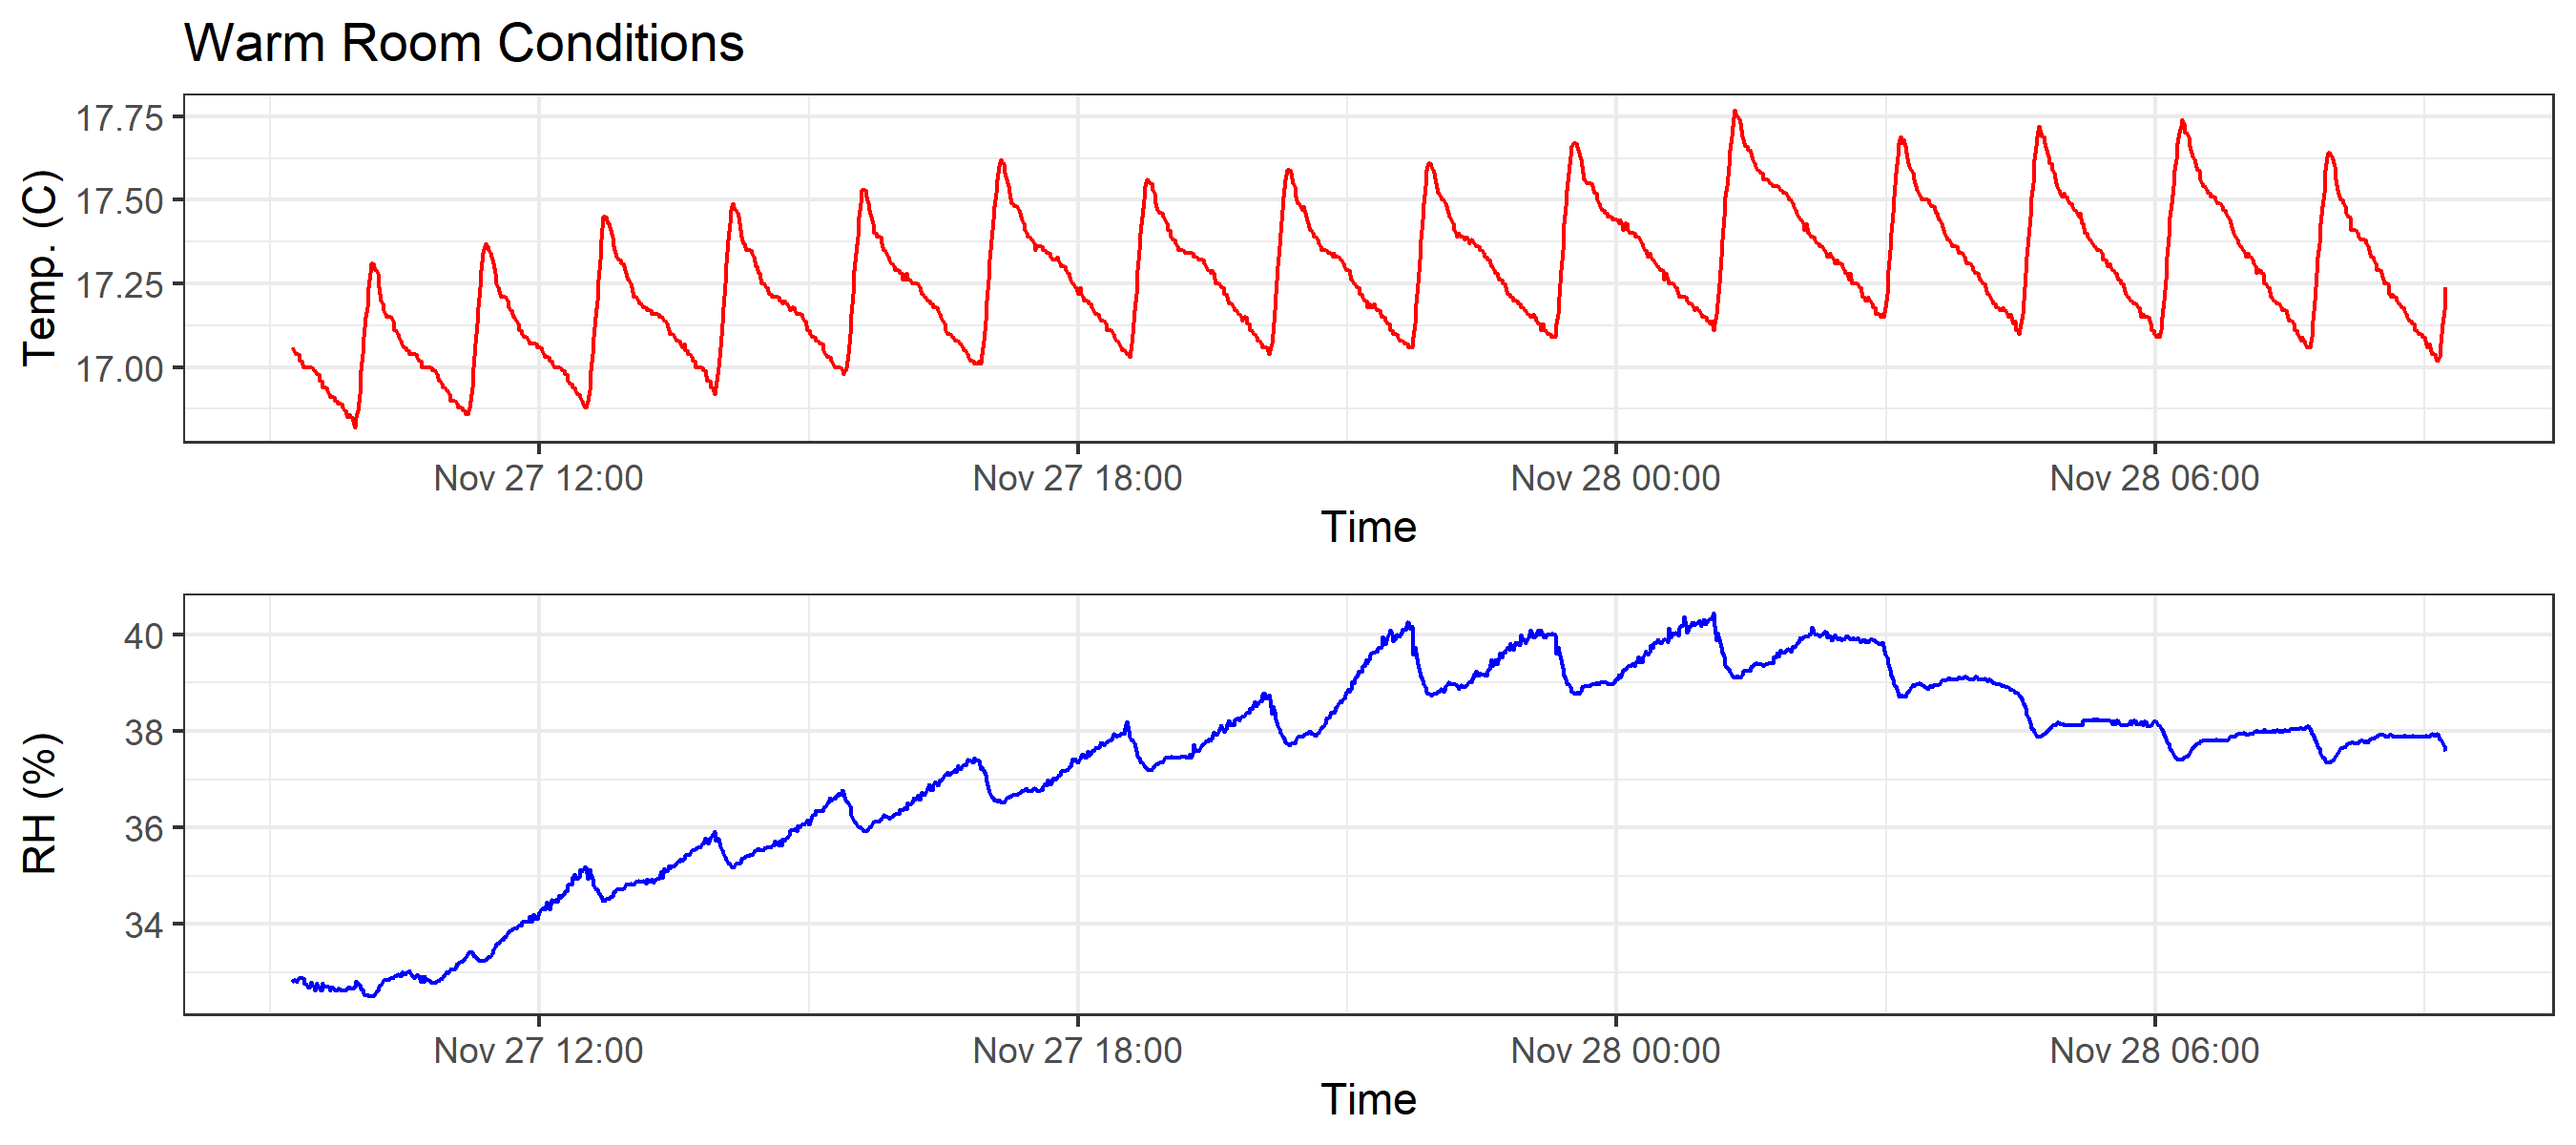 Warm Room Conditions
Temp. (C)
17.75
17.50
17.25
17.00
Nov 27 12:00 Nov 27 18:00 Nov 28 00:00 Nov 28 06:00
Time
RH (%)
40
38
36
34
Nov 27 12:00 Nov 27 18:00 Nov 28 00:00 Nov 28 06:00
Time